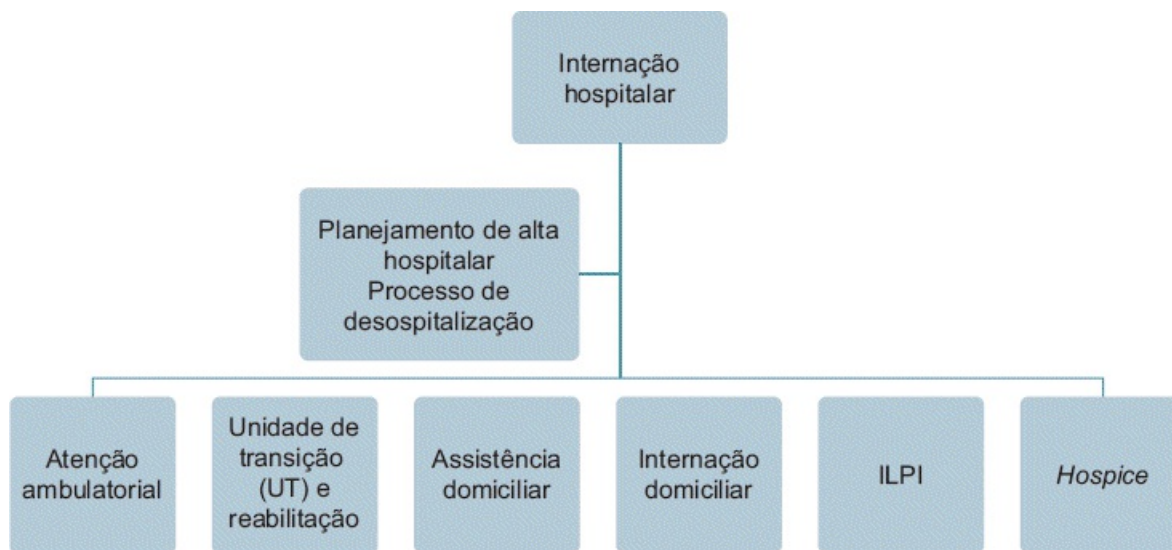 Internação
hospitalar
Planejamento de alta
hospitalar
Processo de
desospitalização
Atenção
ambulatorial
Unidade de
transição
(UT) e
reabilitação
Assistência
domiciliar
Internação
domiciliar
ILPI
Hospice